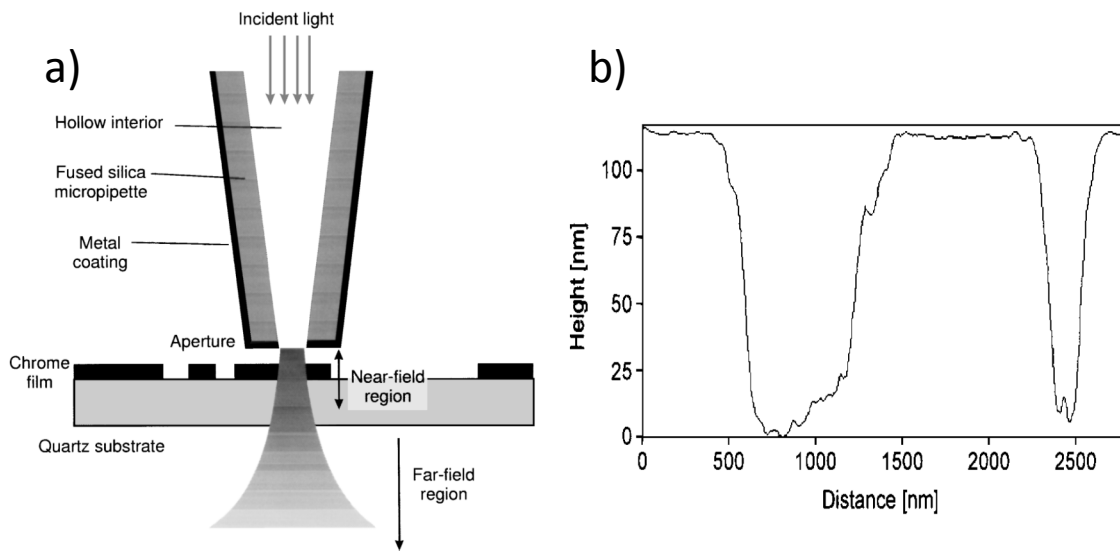 a)
Incident light
Hollow interior
Fused silica
micropipette
Metal
coating
Aperture
Chrome
film
Near-field
region
Quartz substrate
Far-field
region
b)
Height [nm]
100
75
50
25
0
0 500 1000 1500 2000 2500
Distance [nm]